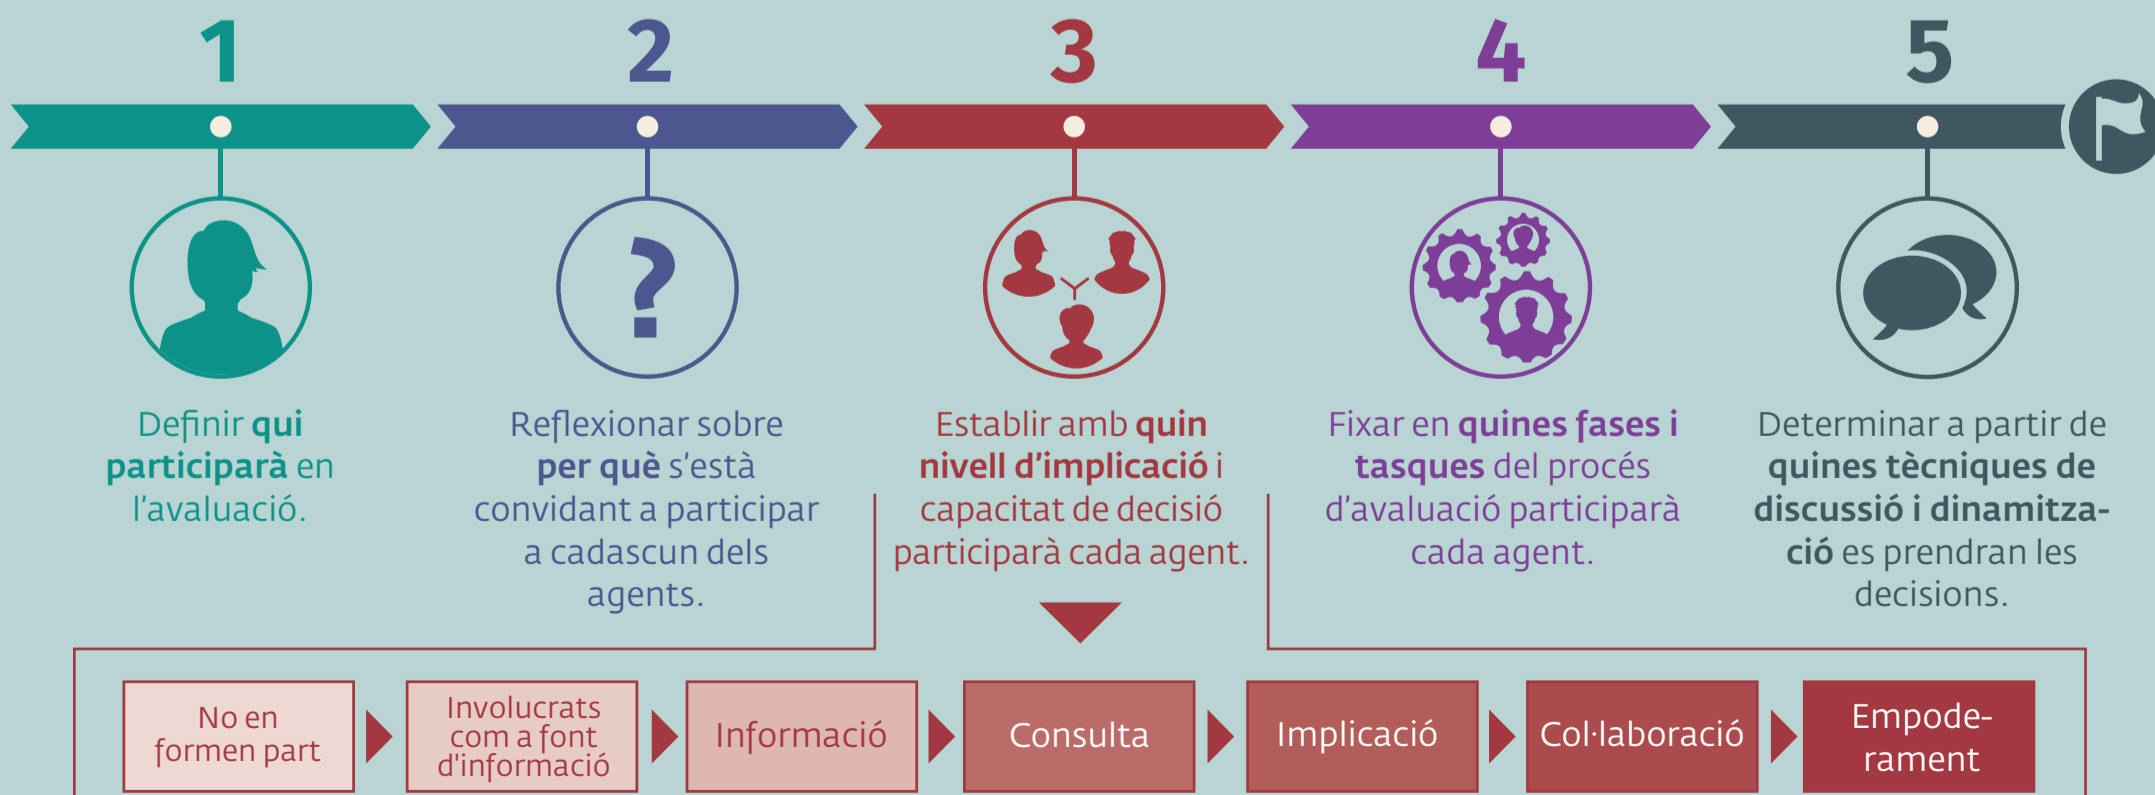 1
2
3
4
5
Definir qui
participarà en
l'avaluació.
Reflexionar sobre
per què s'està
convidant a participar
a cadascun dels
agents.
Establir amb quin
nivell d'implicació i
capacitat de decisió
participarà cada agent.
Fixar en quines fases i
tasques del procés
d'avaluació participarà
cada agent.
Determinar a partir de
quines tècniques de
discussió i dinamitza-
ció es prendran les
decisions.
No en
formen part
Involucrats
com a font
d'informació
Informació
Consulta
Implicació
Col·laboració
Empode-
rament